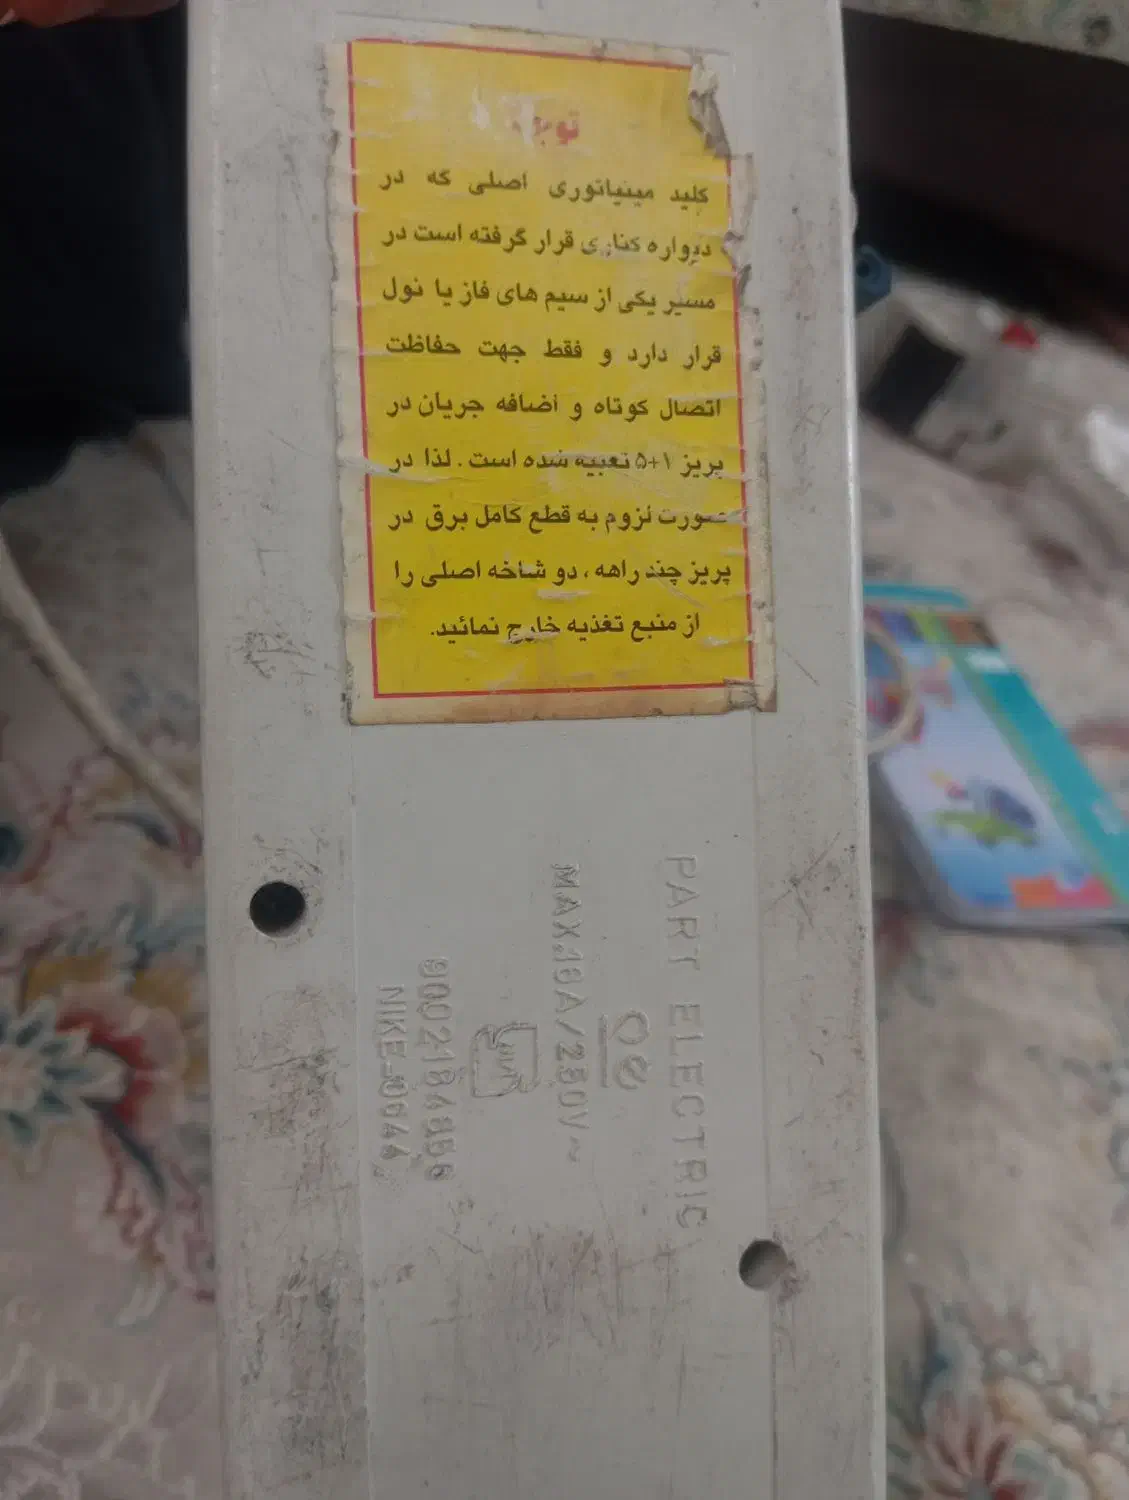 توجه
کلید مینیاتوری اصلی که در
دیواره کناری قرار گرفته است در
مسیر یکی از سیم های فاز یا نول
قرار دارد و فقط جهت حفاظت
اتصال کوتاه و اضافه جریان در
پریز ۱+۵ تعبیه شده است. لذا در
صورت لزوم به قطع کامل برق در
پریز چند راهه، دو شاخه اصلی را
از منبع تغذیه خارج نمائید.
PART ELECTRIC
MAX.16A/250V~
NIKE-0644